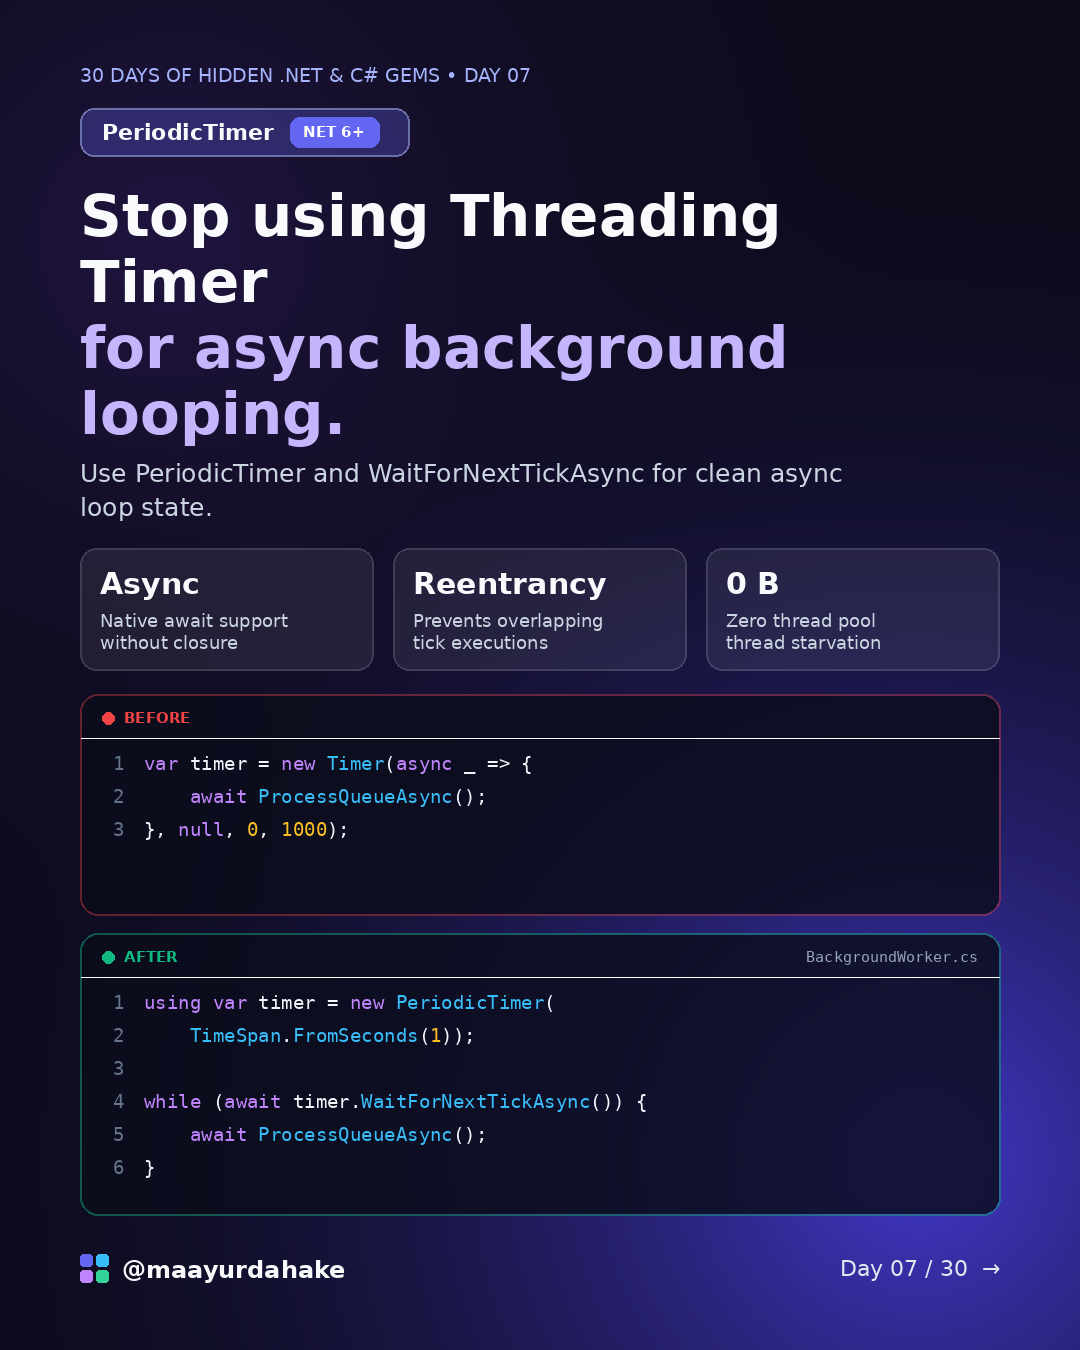 30 DAYS OF HIDDEN .NET & C# GEMS • DAY 07
PeriodicTimer NET 6+
Stop using Threading
Timer
for async background
looping.
Use PeriodicTimer and WaitForNextTickAsync for clean async
loop state.
Async
Native await support
without closure
Reentrancy
Prevents overlapping
tick executions
0 B
Zero thread pool
thread starvation
BEFORE
1 var timer = new Timer(async _ => {
2     await ProcessQueueAsync();
3 }, null, 0, 1000);
AFTER BackgroundWorker.cs
1 using var timer = new PeriodicTimer(
2     TimeSpan.FromSeconds(1));
3
4 while (await timer.WaitForNextTickAsync()) {
5     await ProcessQueueAsync();
6 }
@maayurdahake
Day 07 / 30 →